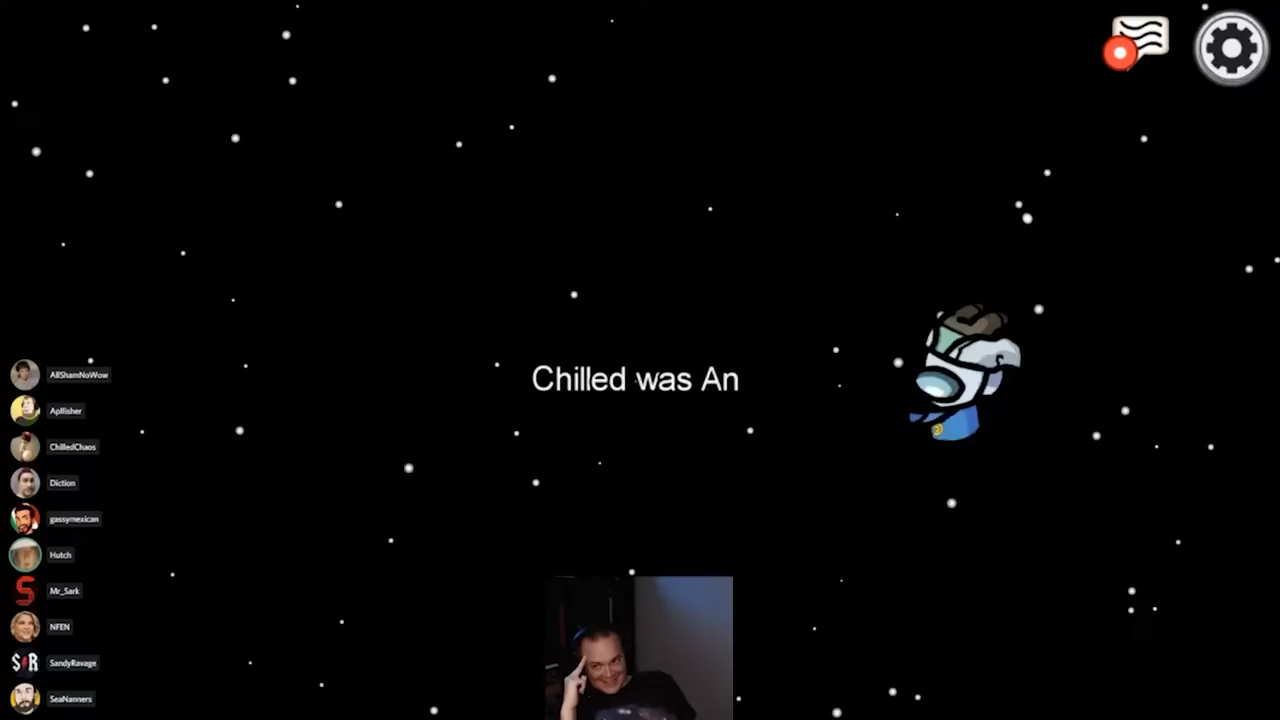 Chilled was An
AllShamNoWow
Aplfisher
ChilledChaos
Diction
gassymexican
Hutch
Mr_Sark
NFEN
SandyRavage
SeaNanners
S R
S